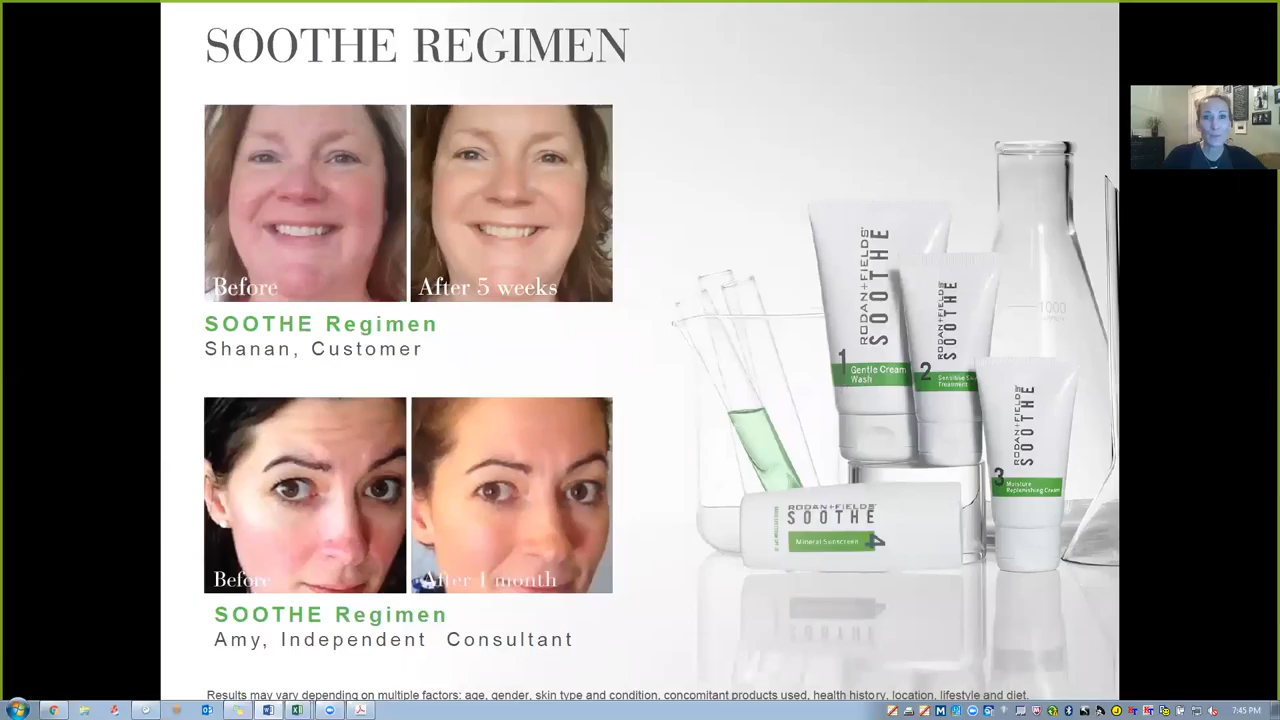 SOOTHE REGIMEN
Before
After 5 weeks
SOOTHE Regimen
Shanan, Customer
Before
After 1 month
SOOTHE Regimen
Amy, Independent Consultant
RODAN+FIELDS
SOOTHE
1
Gentle Cream
Wash
RODAN+FIELDS
SOOTHE
2
Treatment
RODAN+FIELDS
SOOTHE
3
Moisture
Replenishing Cream
RODAN+FIELDS
SOOTHE
Mineral Sunscreen
4
1000
Results may vary depending on multiple factors: age, gender, skin type and condition, concomitant products used, health history, location, lifestyle and diet.
7:45 PM